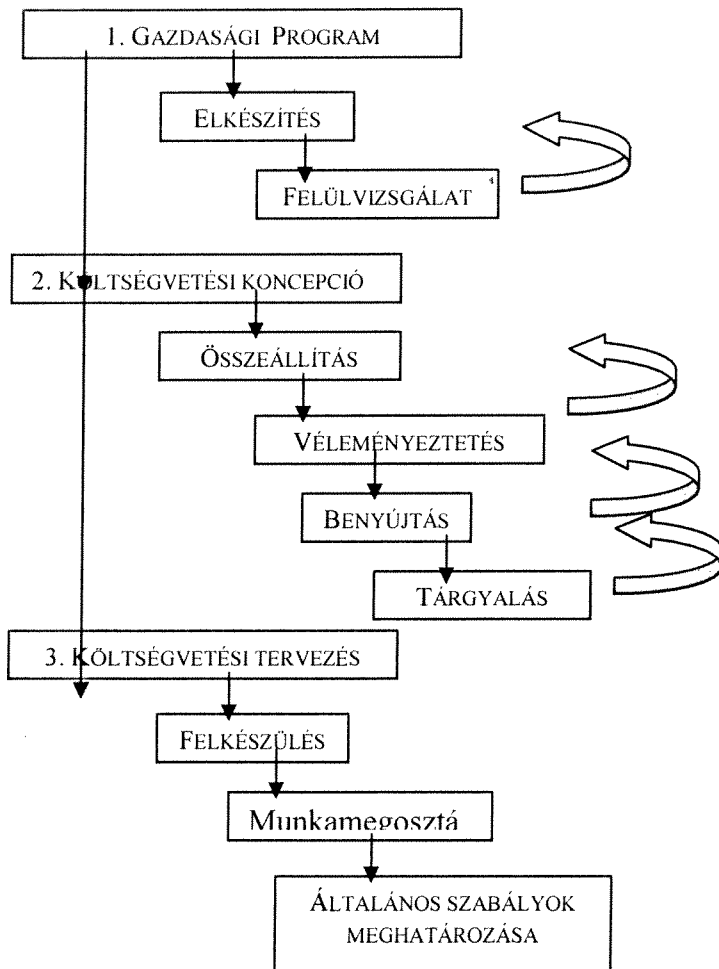 1. GAZDASÁGI PROGRAM
ELKÉSZÍTÉS
FELÜLVIZSGÁLAT
2. KÖLTSÉGVETÉSI KONCEPCIÓ
ÖSSZEÁLLÍTÁS
VÉLEMÉNYEZTETÉS
BENYÚJTÁS
TÁRGYALÁS
3. KÖLTSÉGVETÉSI TERVEZÉS
FELKÉSZÜLÉS
Munkamegosztá
ÁLTALÁNOS SZABÁLYOK
MEGHATÁROZÁSA